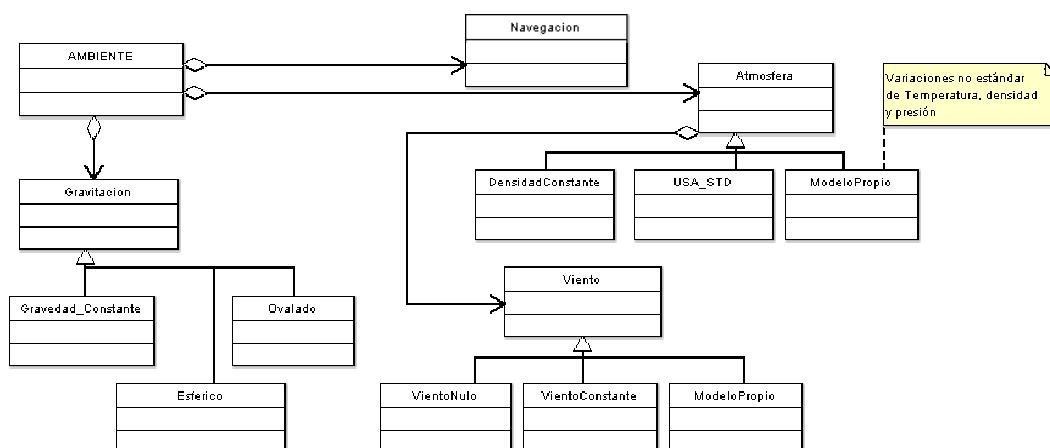 Navegacion
AMBIENTE
Atmosfera
Variaciones no estándar
de Temperatura, densidad
y presión
Gravitacion
DensidadConstante
USA_STD
ModeloPropio
Viento
Gravedad_Constante
Ovalado
Esferico
VientoNulo
VientoConstante
ModeloPropio